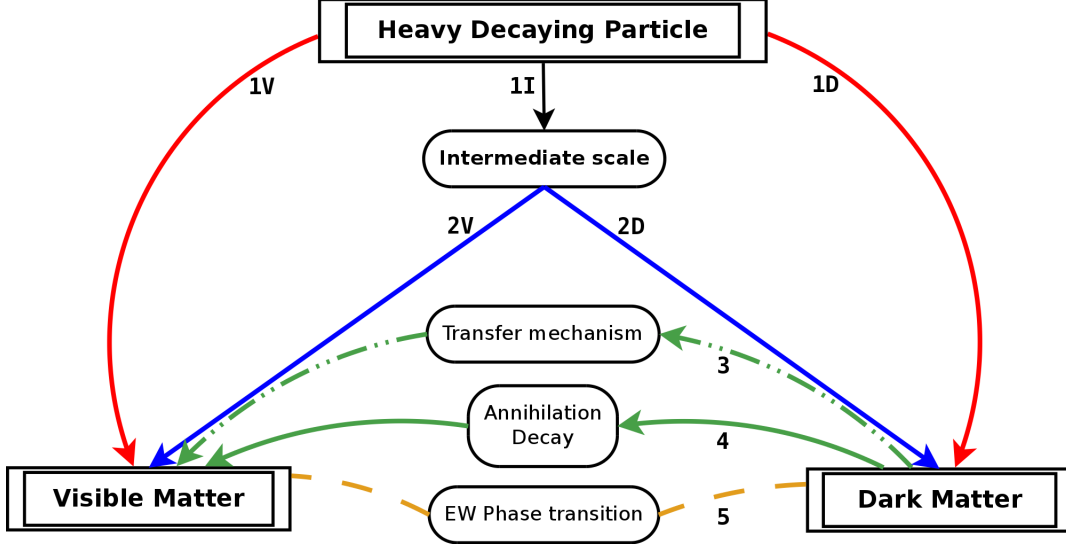 Heavy Decaying Particle
1V
1I
1D
Intermediate scale
2V
2D
Transfer mechanism
3
Annihilation
Decay
4
Visible Matter
EW Phase transition
5
Dark Matter